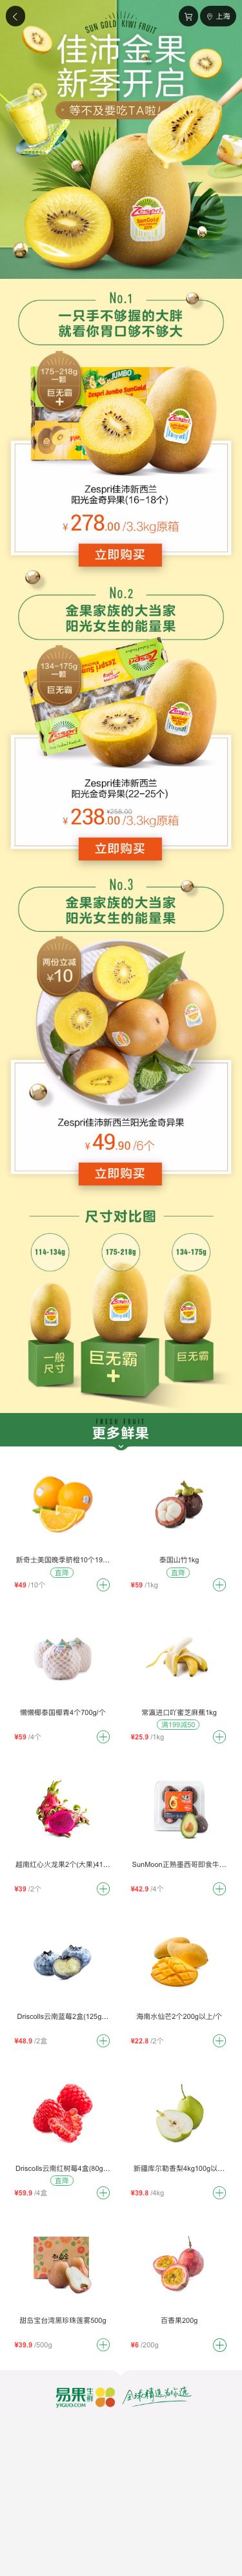 上海
SUN GOLD KIWI FRUIT
佳沛金果
新季开启
等不及要吃TA啦!
Zespri
SunGold
No.1
一只手不够握的大胖
就看你胃口够不够大
175-218g
一颗
巨无霸
+
JUMBO
Zespri Jumbo SunGold
Zespri佳沛新西兰
阳光金奇异果(16-18个)
¥ 278.00 /3.3kg原箱
立即购买
No.2
金果家族的大当家
阳光女生的能量果
134-175g
一颗
巨无霸
Zespri
Zespri佳沛新西兰
阳光金奇异果(22-25个)
¥258.00
¥ 238.00 /3.3kg原箱
立即购买
No.3
金果家族的大当家
阳光女生的能量果
两份立减
¥10
Zespri佳沛新西兰阳光金奇异果
¥ 49.90 /6个
立即购买
尺寸对比图
114-134g
175-218g
134-175g
一般
尺寸
巨无霸
+
巨无霸
FRESH FRUIT
更多鲜果
新奇士美国晚季脐橙10个19...
直降
¥49 /10个
泰国山竹1kg
直降
¥59 /1kg
懒懒椰泰国椰青4个700g/个
¥59 /4个
常瀛进口吖蜜芝麻蕉1kg
满199减50
¥25.9 /1kg
越南红心火龙果2个(大果)41...
¥39 /2个
SunMoon正熟墨西哥即食牛...
¥42.9 /4个
Driscolls云南蓝莓2盒(125g...
¥48.9 /2盒
海南水仙芒2个200g以上/个
¥22.8 /2个
Driscolls云南红树莓4盒(80g...
直降
¥59.9 /4盒
新疆库尔勒香梨4kg100g以...
¥39.8 /4kg
甜岛宝台湾黑珍珠莲雾500g
¥39.9 /500g
百香果200g
¥6 /200g
易果生鲜
YIGUO.COM
全球精选为家选